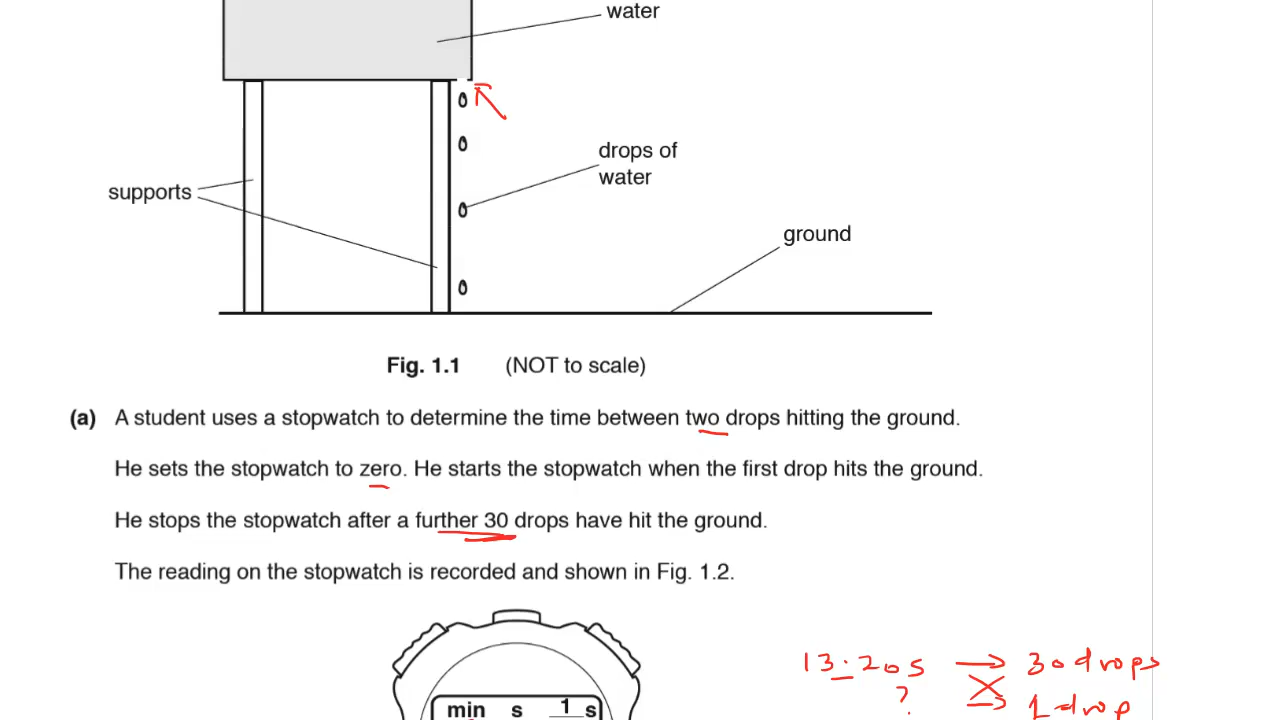 water
drops of
water
supports
ground
Fig. 1.1 (NOT to scale)
(a) A student uses a stopwatch to determine the time between two drops hitting the ground.
He sets the stopwatch to zero. He starts the stopwatch when the first drop hits the ground.
He stops the stopwatch after a further 30 drops have hit the ground.
The reading on the stopwatch is recorded and shown in Fig. 1.2.
13.20s → 30 drops
? → 1 drop
min s 1 s